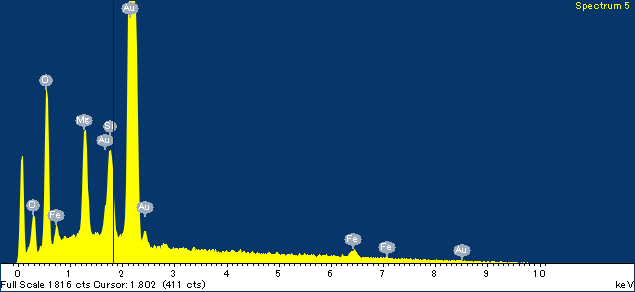 Spectrum 5
Au
O
Mg
Si
Au
O
Fe
Au
Fe
Fe
Au
0 1 2 3 4 5 6 7 8 9 10
Full Scale 1816 cts Cursor: 1.802 (411 cts) keV